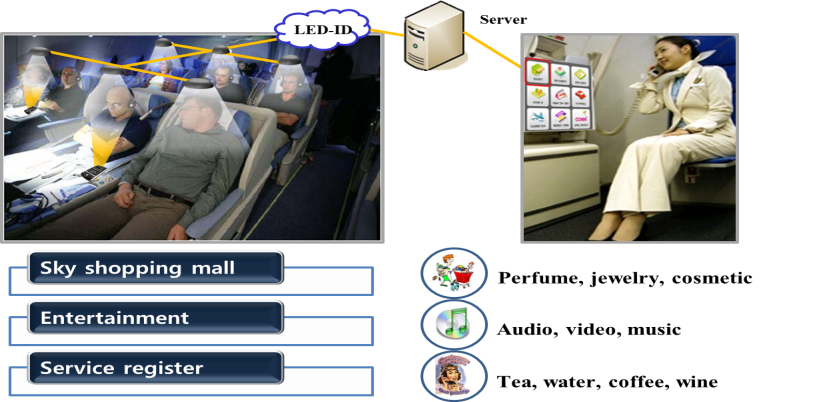 LED-ID
Server
COEX
Sky shopping mall
Perfume, jewelry, cosmetic
Entertainment
Audio, video, music
Service register
Tea, water, coffee, wine